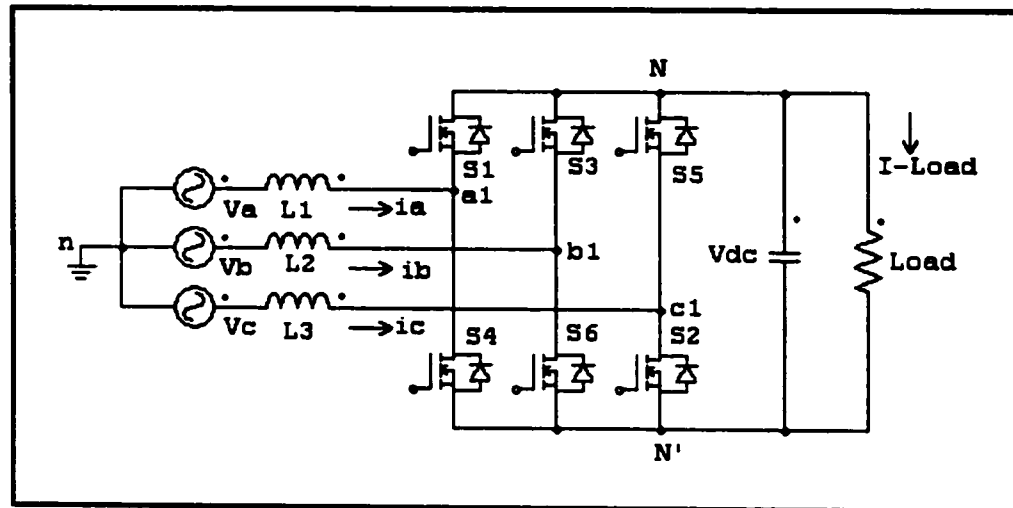 N
S1
S3
S5
I-Load
Va
L1
ia
a1
n
Vb
L2
ib
b1
Vdc
Load
Vc
L3
ic
c1
S4
S6
S2
N'